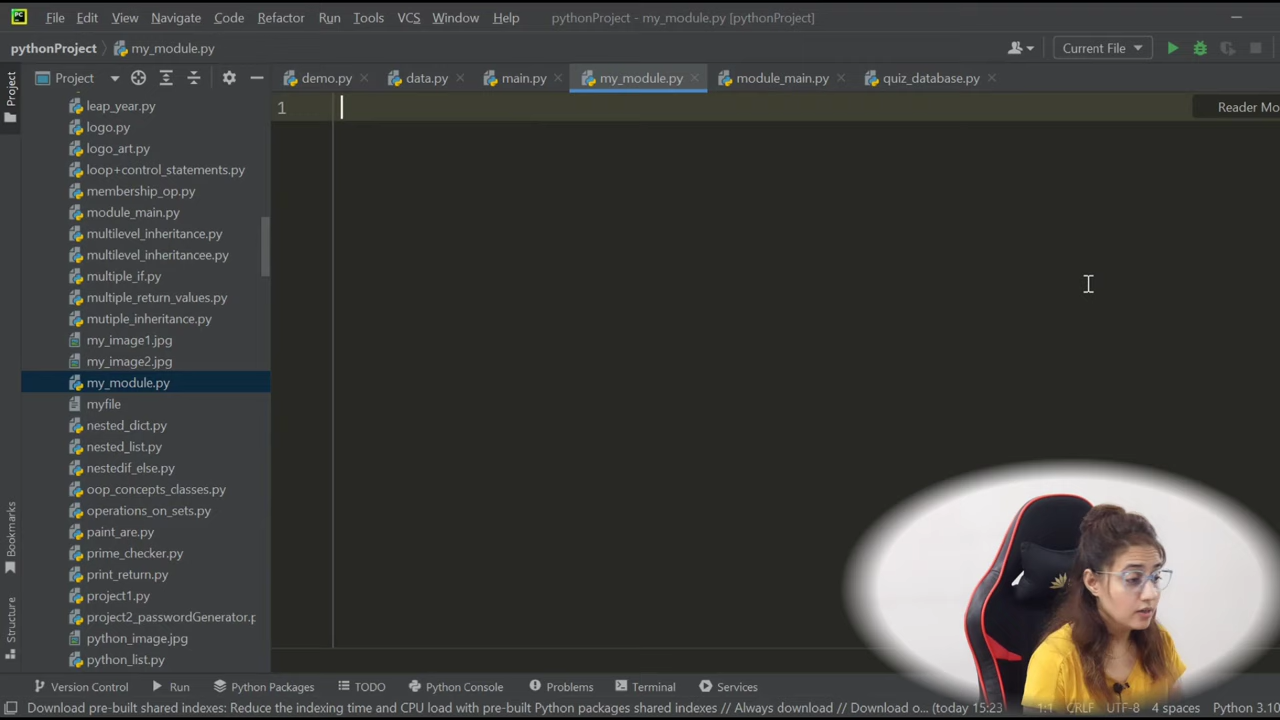 PC File Edit View Navigate Code Refactor Run Tools VCS Window Help pythonProject - my_module.py [pythonProject]
pythonProject my_module.py Current File
Project Project demo.py data.py main.py my_module.py module_main.py quiz_database.py
1 Reader Mo
leap_year.py
logo.py
logo_art.py
loop+control_statements.py
membership_op.py
module_main.py
multilevel_inheritance.py
multilevel_inheritancee.py
multiple_if.py
multiple_return_values.py
mutiple_inheritance.py
my_image1.jpg
my_image2.jpg
my_module.py
myfile
nested_dict.py
nested_list.py
nestedif_else.py
oop_concepts_classes.py
operations_on_sets.py
paint_are.py
prime_checker.py
print_return.py
project1.py
project2_passwordGenerator.p
python_image.jpg
python_list.py
Bookmarks
Structure
Version Control Run Python Packages TODO Python Console Problems Terminal Services
Download pre-built shared indexes: Reduce the indexing time and CPU load with pre-built Python packages shared indexes // Always download // Download o... (today 15:23 1:1 CRLF UTF-8 4 spaces Python 3.10